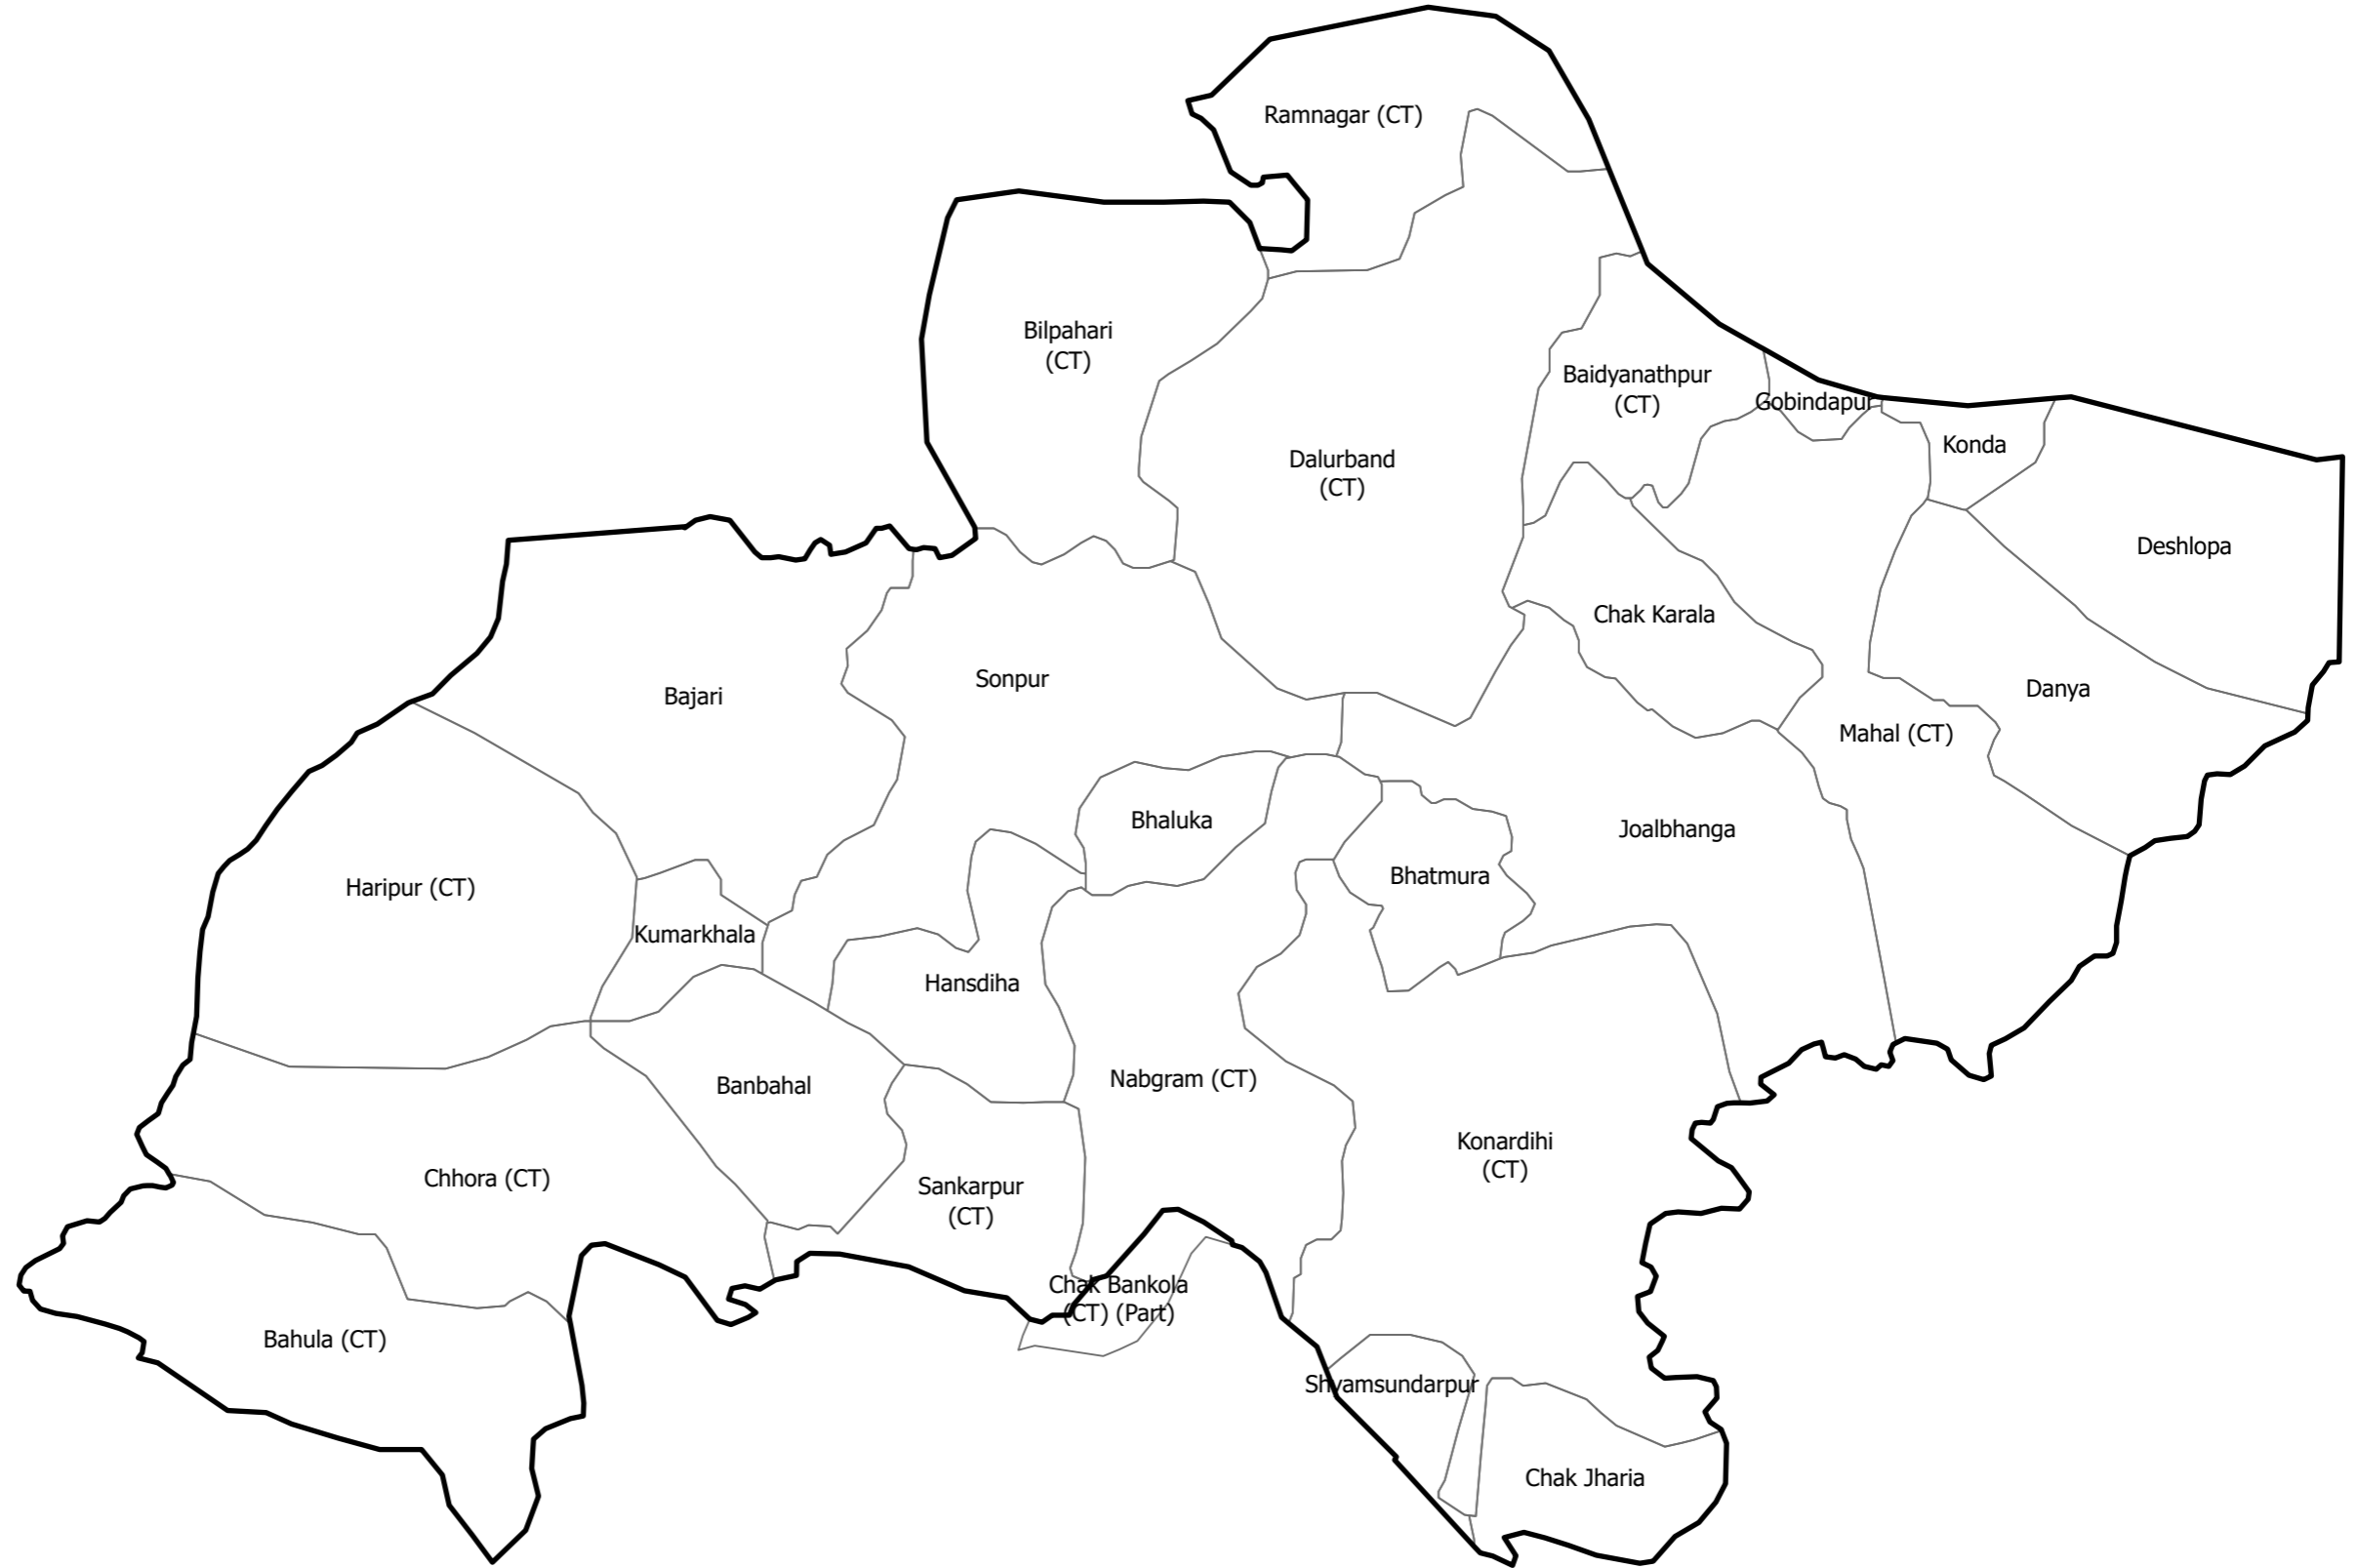 Ramnagar (CT)
Bilpahari
(CT)
Baidyanathpur
(CT)
Gobindapur
Konda
Dalurband
(CT)
Deshlopa
Chak Karala
Sonpur
Danya
Bajari
Mahal (CT)
Bhaluka
Joalbhanga
Bhatmura
Haripur (CT)
Kumarkhala
Hansdiha
Nabgram (CT)
Banbahal
Konardihi
(CT)
Chhora (CT)
Sankarpur
(CT)
Chak Bankola
(CT) (Part)
Bahula (CT)
Shyamsundarpur
Chak Jharia